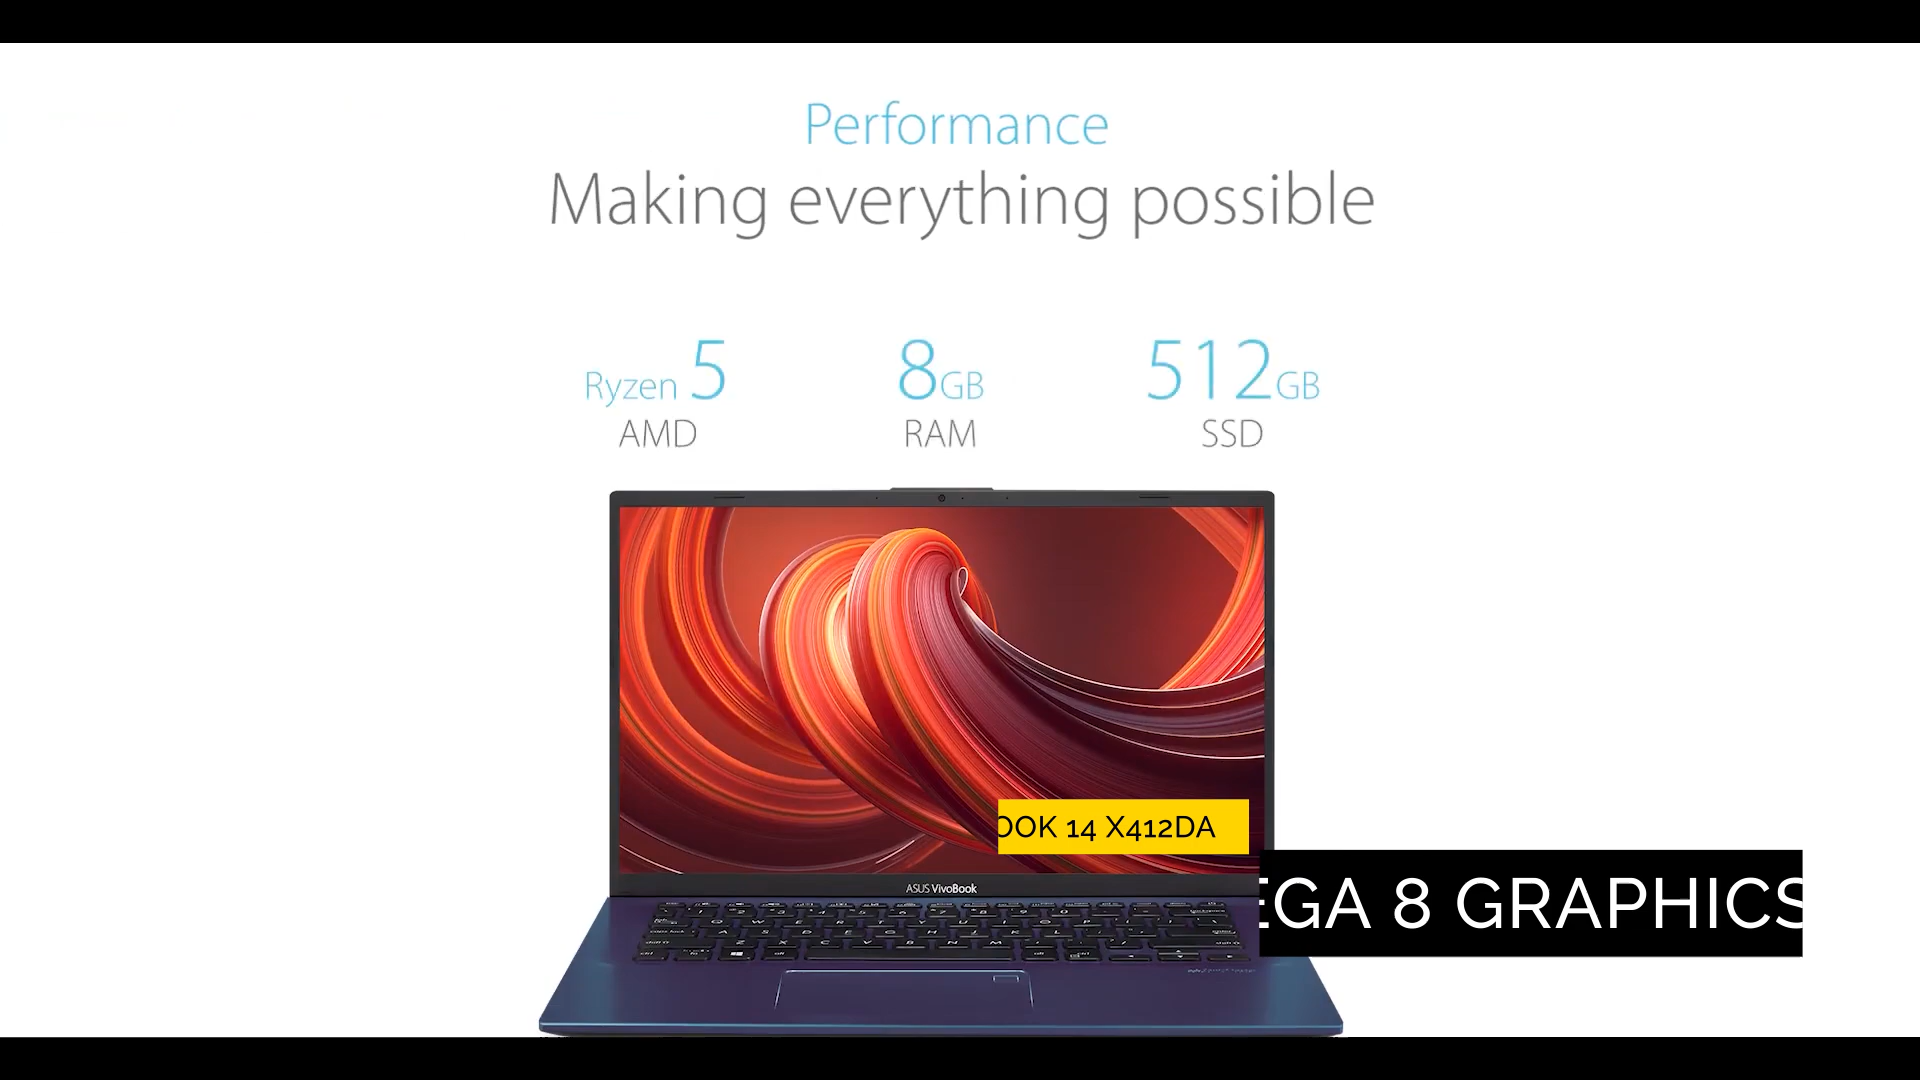 Performance
Making everything possible
Ryzen 5
AMD
8GB
RAM
512GB
SSD
OOK 14 X412DA
ASUS VivoBook
EGA 8 GRAPHICS